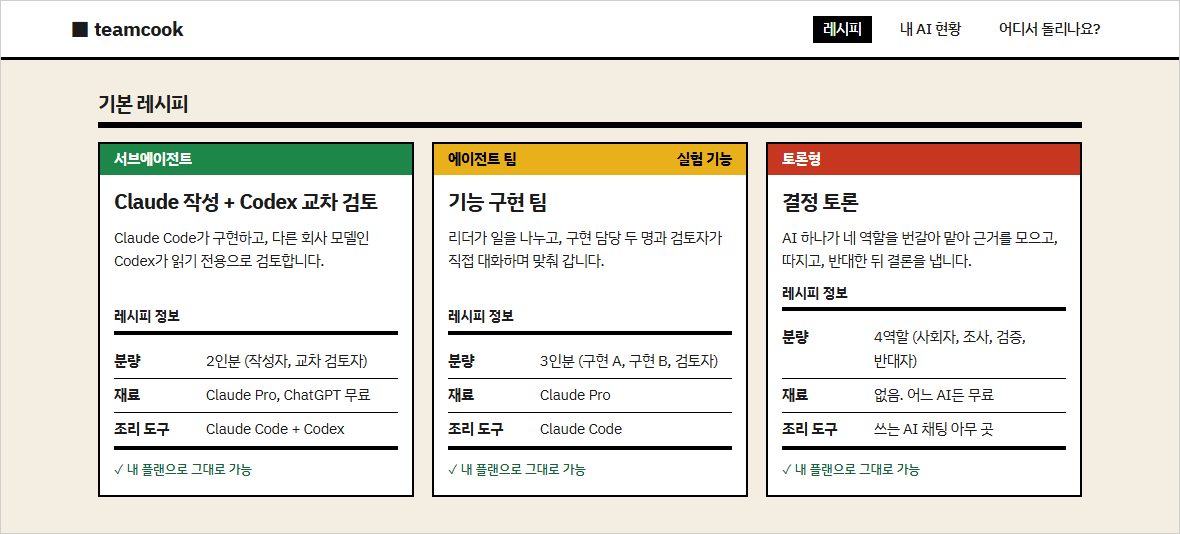 teamcook
레시피
내 AI 현황
어디서 돌리나요?
기본 레시피
서브에이전트
Claude 작성 + Codex 교차 검토
Claude Code가 구현하고, 다른 회사 모델인
Codex가 읽기 전용으로 검토합니다.
레시피 정보
분량 2인분 (작성자, 교차 검토자)
재료 Claude Pro, ChatGPT 무료
조리 도구 Claude Code + Codex
✓ 내 플랜으로 그대로 가능
에이전트 팀 실험 기능
기능 구현 팀
리더가 일을 나누고, 구현 담당 두 명과 검토자가
직접 대화하며 맞춰 갑니다.
레시피 정보
분량 3인분 (구현 A, 구현 B, 검토자)
재료 Claude Pro
조리 도구 Claude Code
✓ 내 플랜으로 그대로 가능
토론형
결정 토론
AI 하나가 네 역할을 번갈아 맡아 근거를 모으고,
따지고, 반대한 뒤 결론을 냅니다.
레시피 정보
분량 4역할 (사회자, 조사, 검증,
반대자)
재료 없음. 어느 AI든 무료
조리 도구 쓰는 AI 채팅 아무 곳
✓ 내 플랜으로 그대로 가능